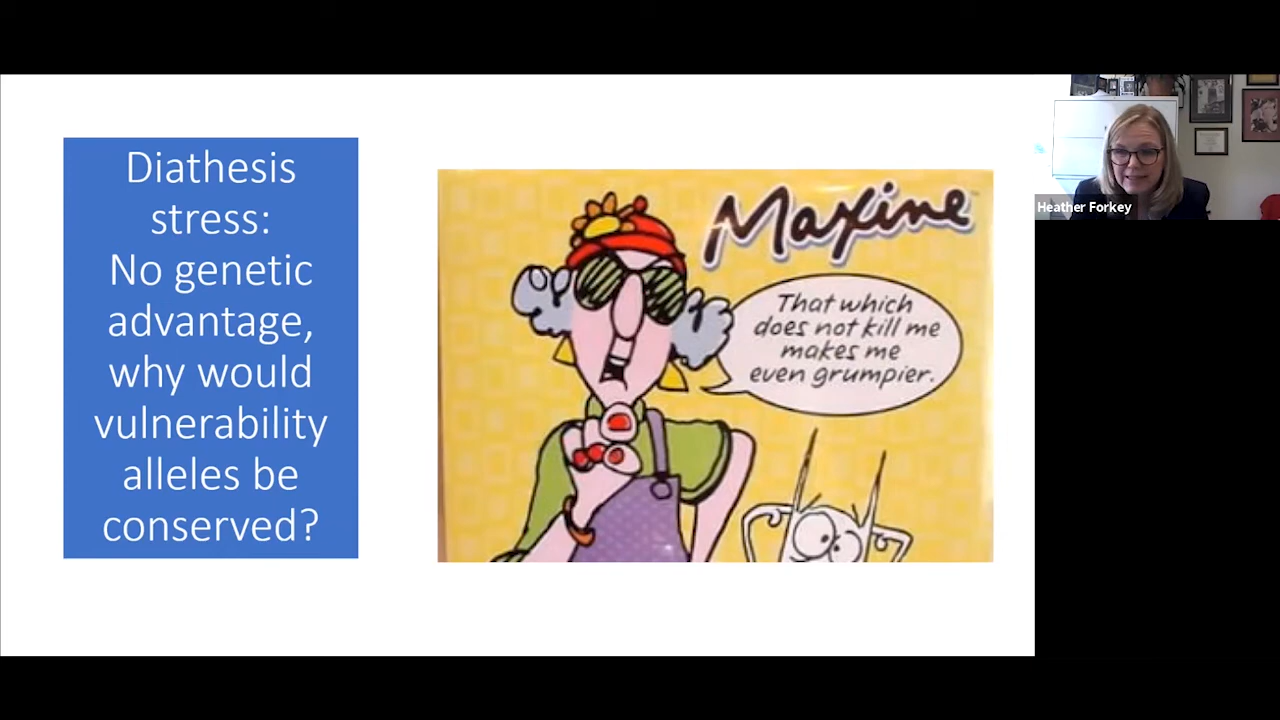 Diathesis
stress:
No genetic
advantage,
why would
vulnerability
alleles be
conserved?
Maxine™
That which
does not kill me
makes me
even grumpier.
Heather Forkey